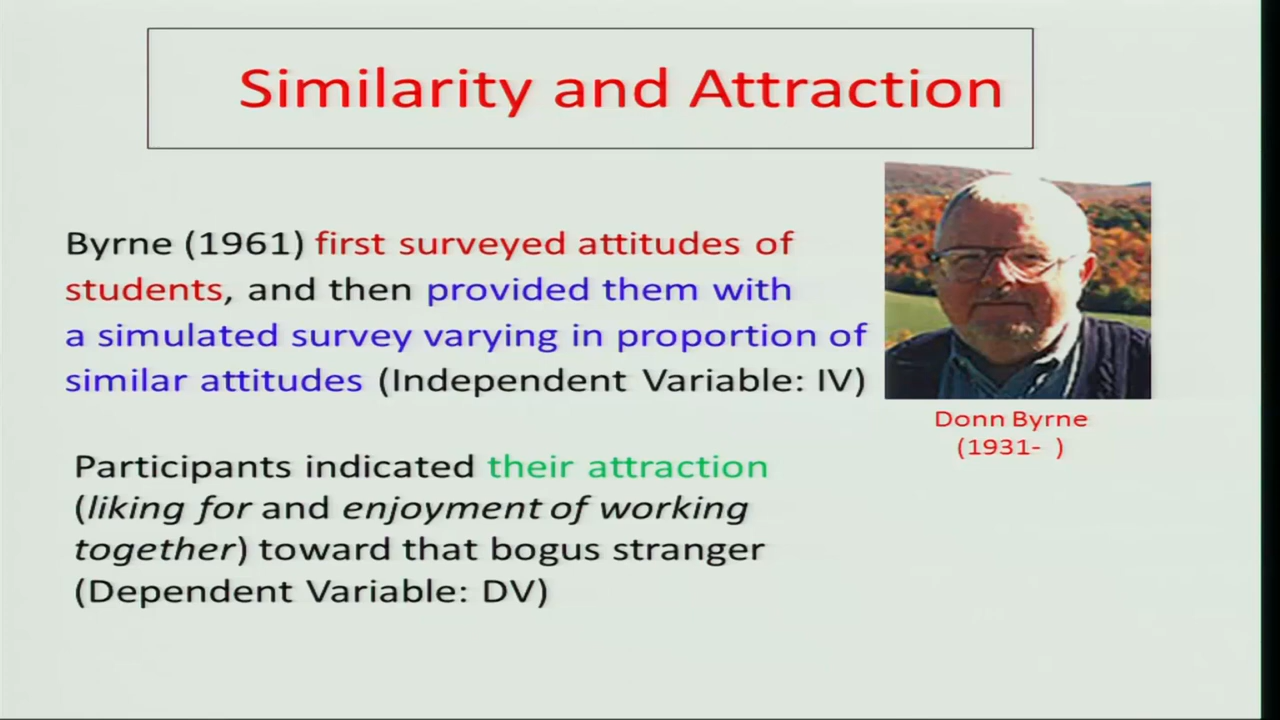 Similarity and Attraction
Byrne (1961) first surveyed attitudes of
students, and then provided them with
a simulated survey varying in proportion of
similar attitudes (Independent Variable: IV)
Donn Byrne
(1931-  )
Participants indicated their attraction
(liking for and enjoyment of working
together) toward that bogus stranger
(Dependent Variable: DV)